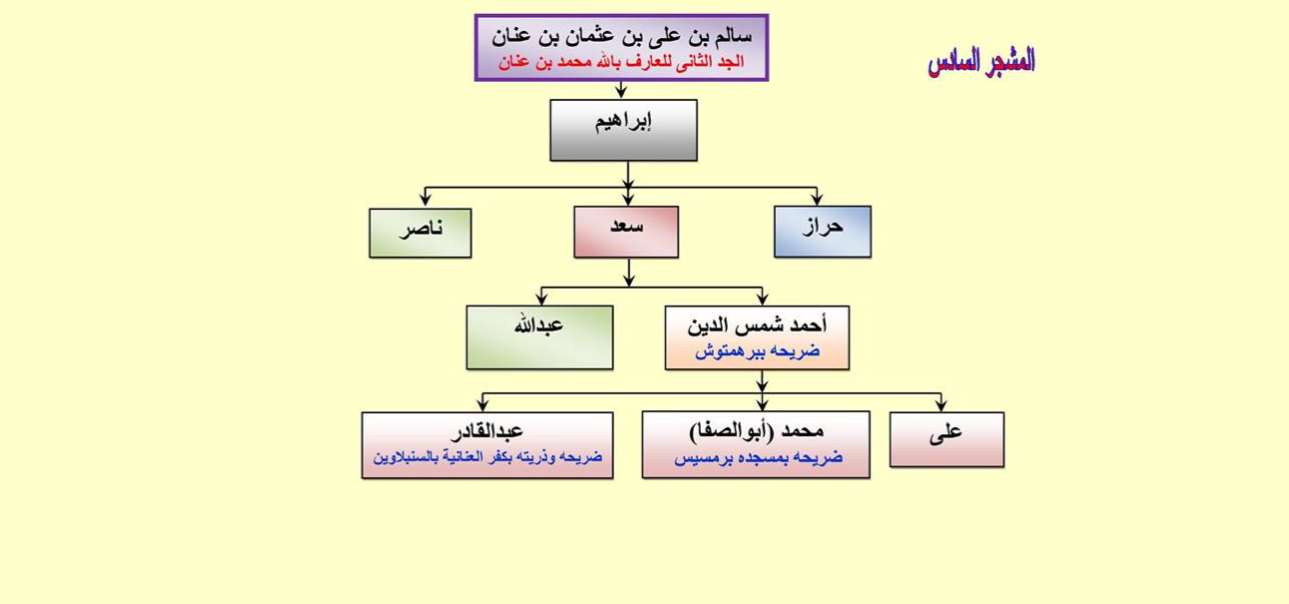 المشجر السادس
سالم بن على بن عثمان بن عنان
الجد الثانى للعارف بالله محمد بن عنان
إبراهيم
حراز
سعد
ناصر
أحمد شمس الدين
ضريحه ببرهمتوش
عبدالله
على
محمد (أبوالصفا)
ضريحه بمسجده برمسيس
عبدالقادر
ضريحه وذريته بكفر العنانية بالسنبلاوين